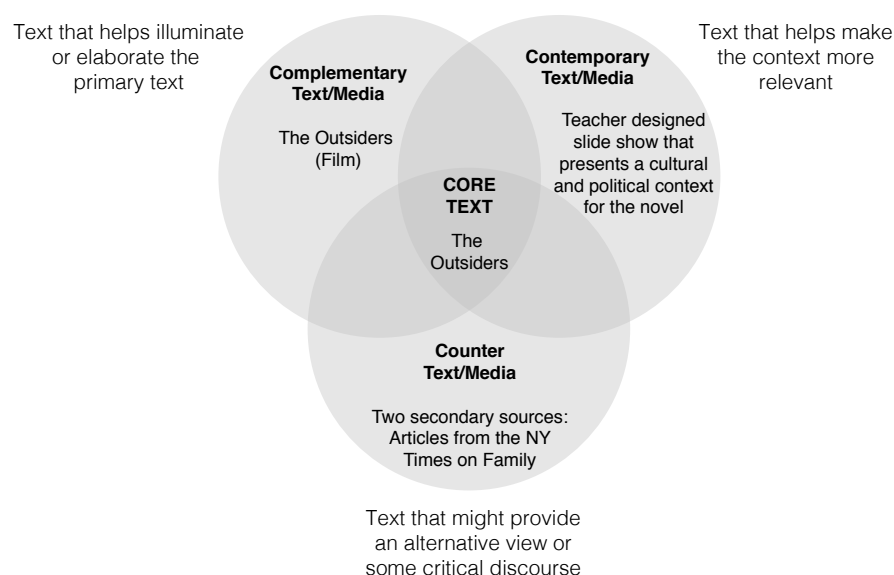 Text that helps illuminate
or elaborate the
primary text
Complementary
Text/Media
The Outsiders
(Film)
Contemporary
Text/Media
Teacher designed
slide show that
presents a cultural
and political context
for the novel
Text that helps make
the context more
relevant
CORE
TEXT
The
Outsiders
Counter
Text/Media
Two secondary sources:
Articles from the NY
Times on Family
Text that might provide
an alternative view or
some critical discourse